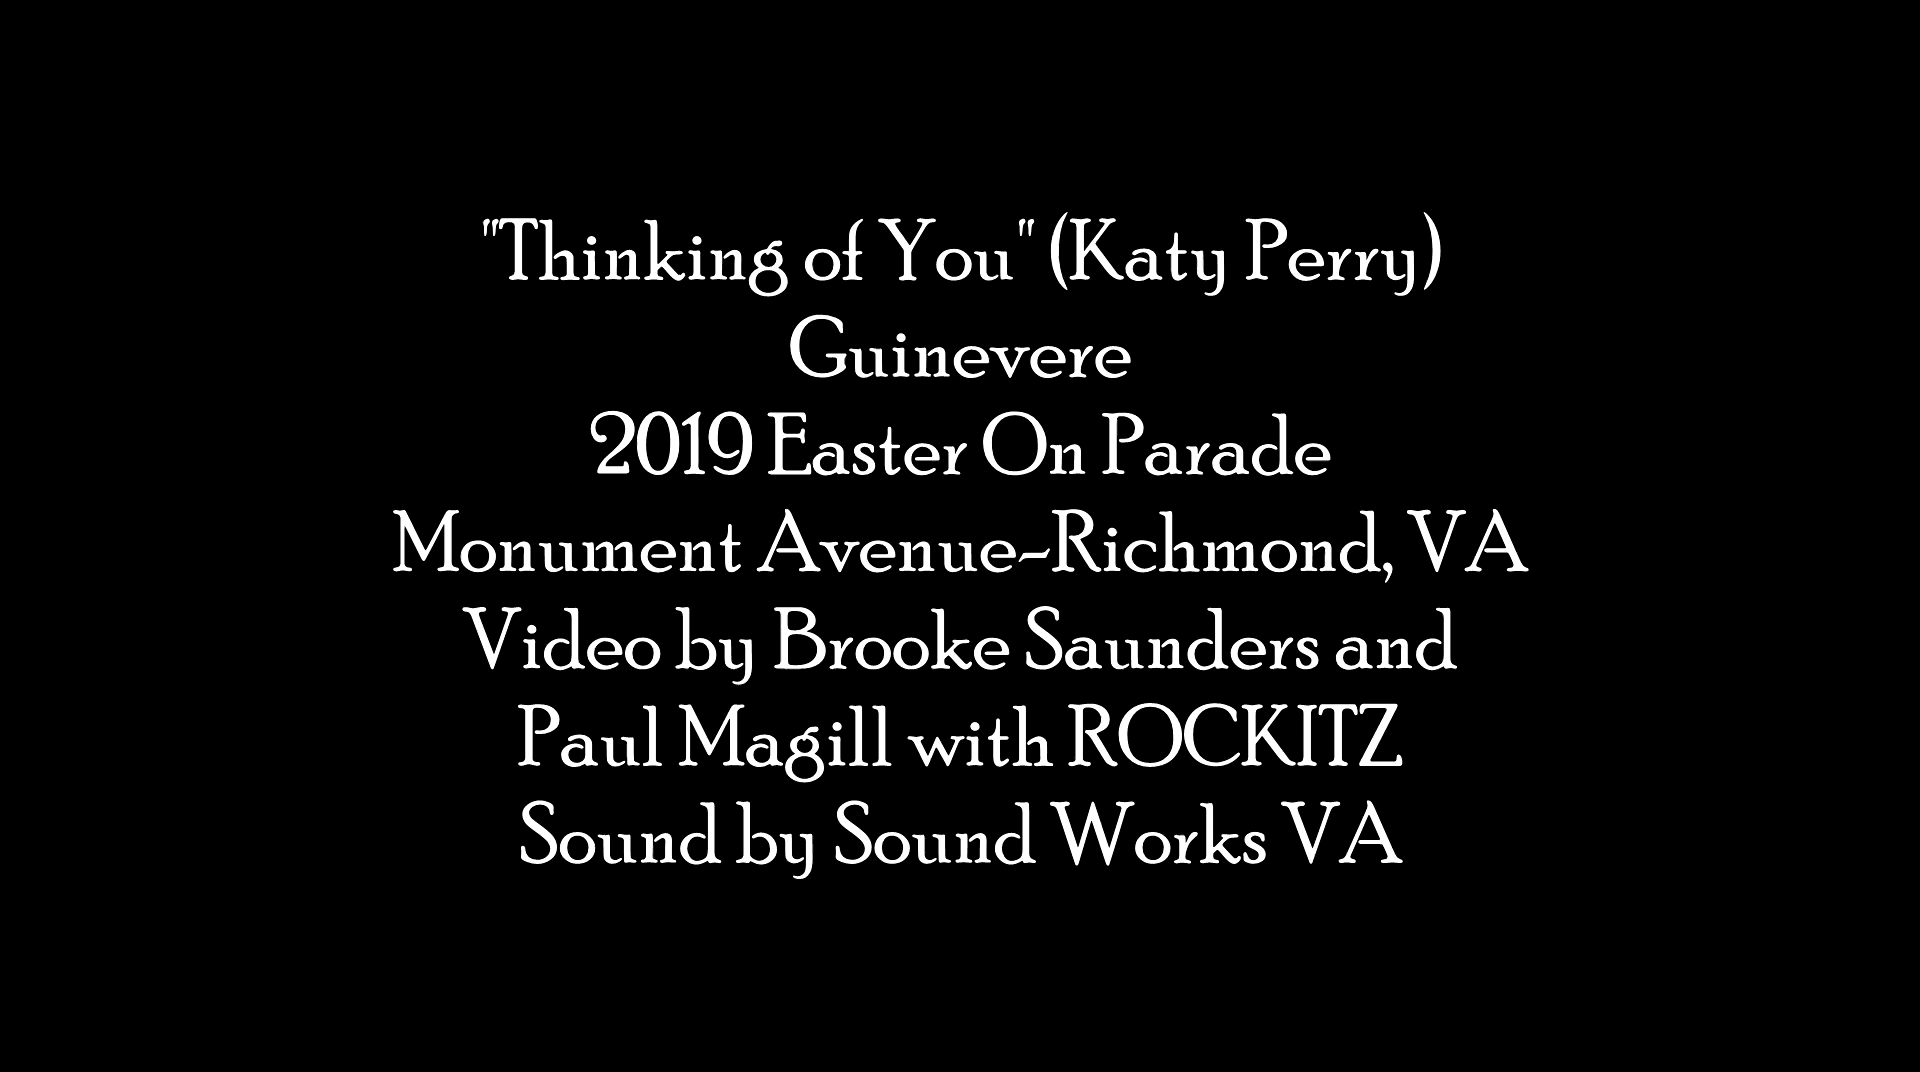 "Thinking of You" (Katy Perry)
Guinevere
2019 Easter On Parade
Monument Avenue-Richmond, VA
Video by Brooke Saunders and
Paul Magill with ROCKITZ
Sound by Sound Works VA